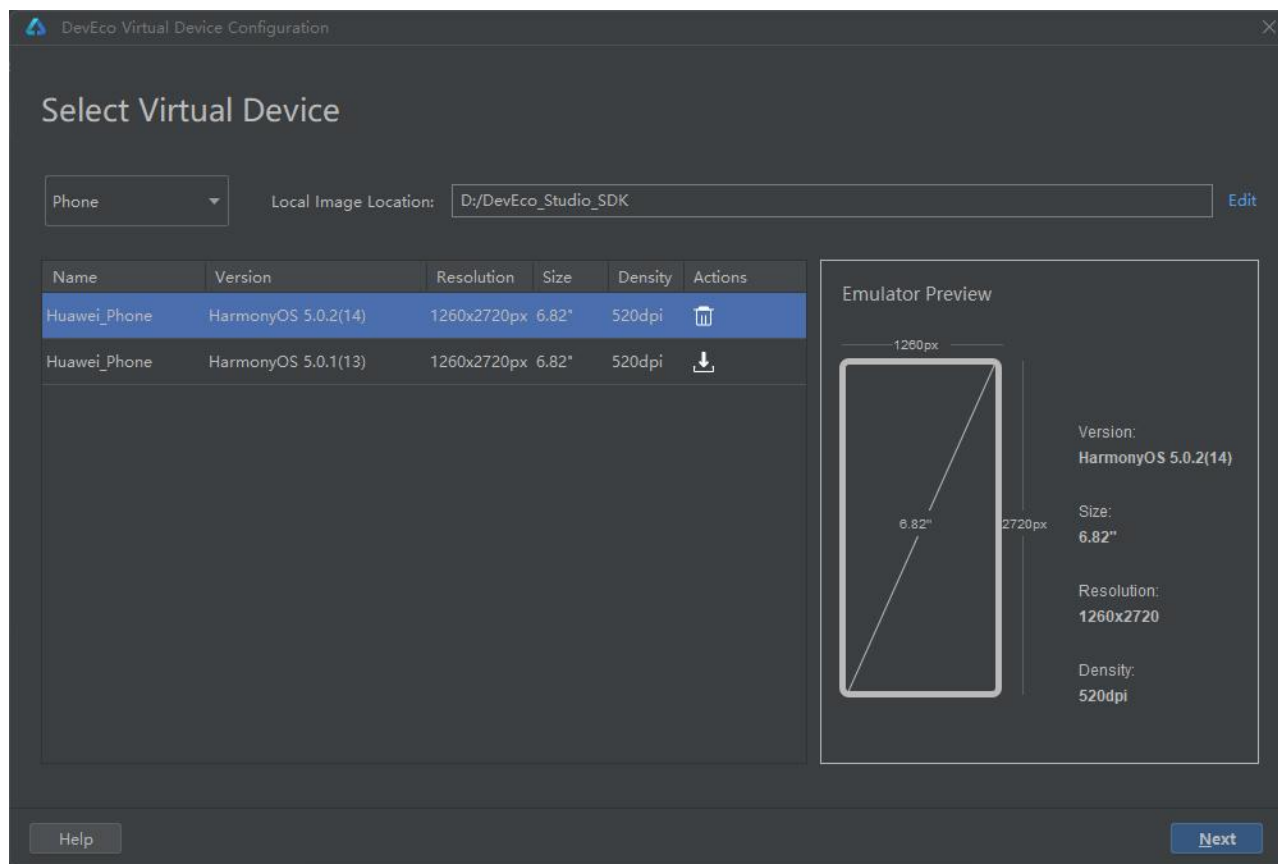 DevEco Virtual Device Configuration
Select Virtual Device
Phone Local Image Location: D:/DevEco_Studio_SDK Edit
Name Version Resolution Size Density Actions
Huawei_Phone HarmonyOS 5.0.2(14) 1260x2720px 6.82" 520dpi
Huawei_Phone HarmonyOS 5.0.1(13) 1260x2720px 6.82" 520dpi
Emulator Preview
1260px
6.82"
2720px
Version:
HarmonyOS 5.0.2(14)
Size:
6.82"
Resolution:
1260x2720
Density:
520dpi
Help Next